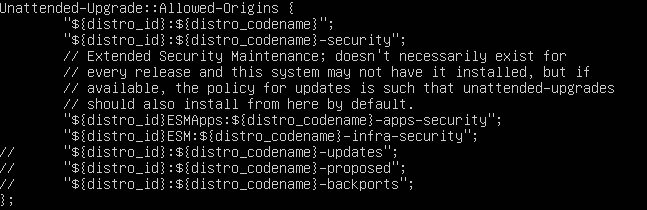 Unattended-Upgrade::Allowed-Origins {
        "${distro_id}:${distro_codename}";
        "${distro_id}:${distro_codename}-security";
        // Extended Security Maintenance; doesn't necessarily exist for
        // every release and this system may not have it installed, but if
        // available, the policy for updates is such that unattended-upgrades
        // should also install from here by default.
        "${distro_id}ESMApps:${distro_codename}-apps-security";
        "${distro_id}ESM:${distro_codename}-infra-security";
//      "${distro_id}:${distro_codename}-updates";
//      "${distro_id}:${distro_codename}-proposed";
//      "${distro_id}:${distro_codename}-backports";
};